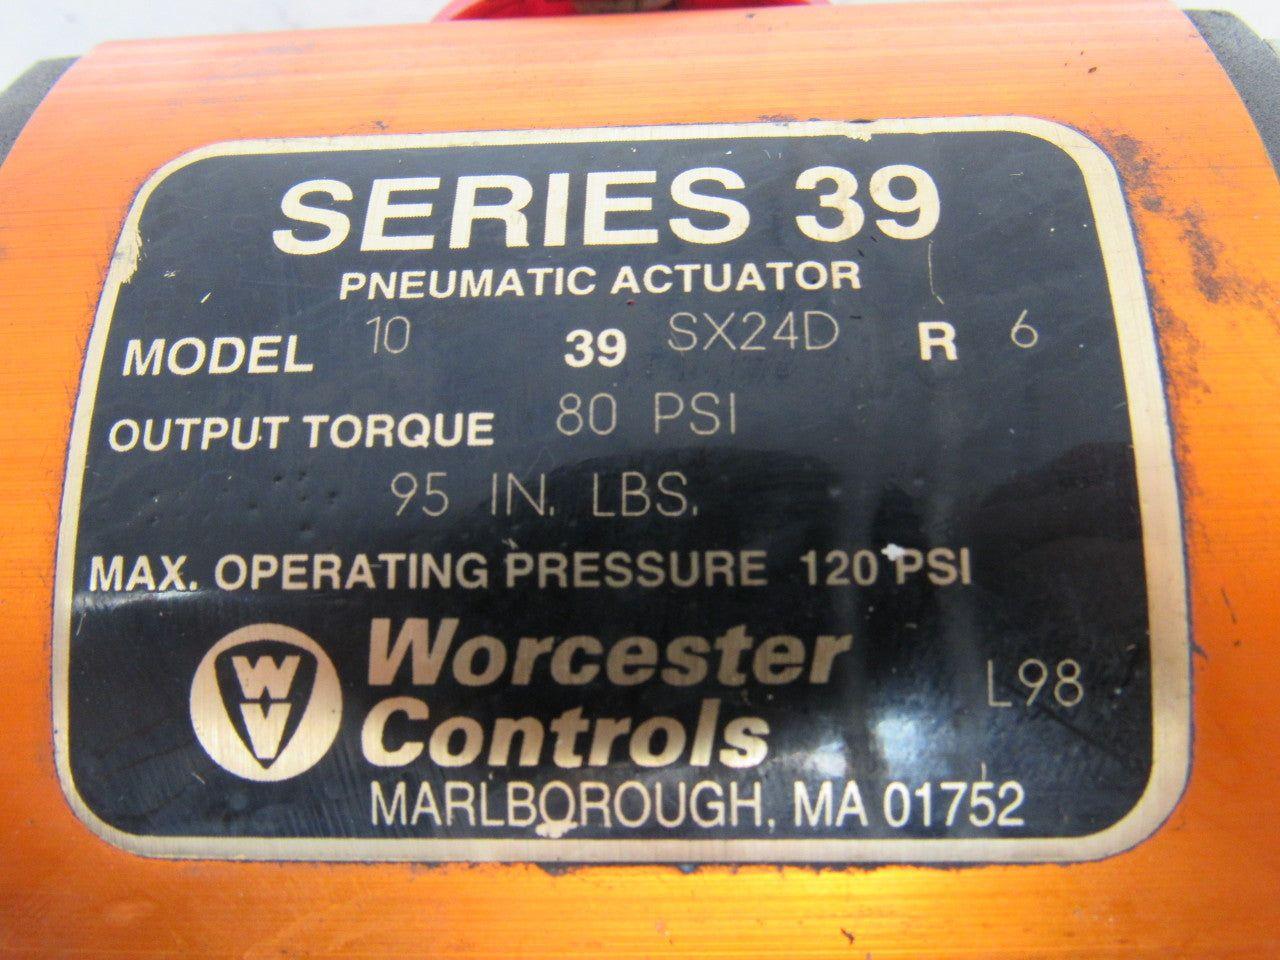 SERIES 39
PNEUMATIC ACTUATOR
MODEL 10 39 SX24D R 6
OUTPUT TORQUE 80 PSI
95 IN. LBS.
MAX. OPERATING PRESSURE 120 PSI
Worcester
Controls
L98
MARLBOROUGH, MA 01752